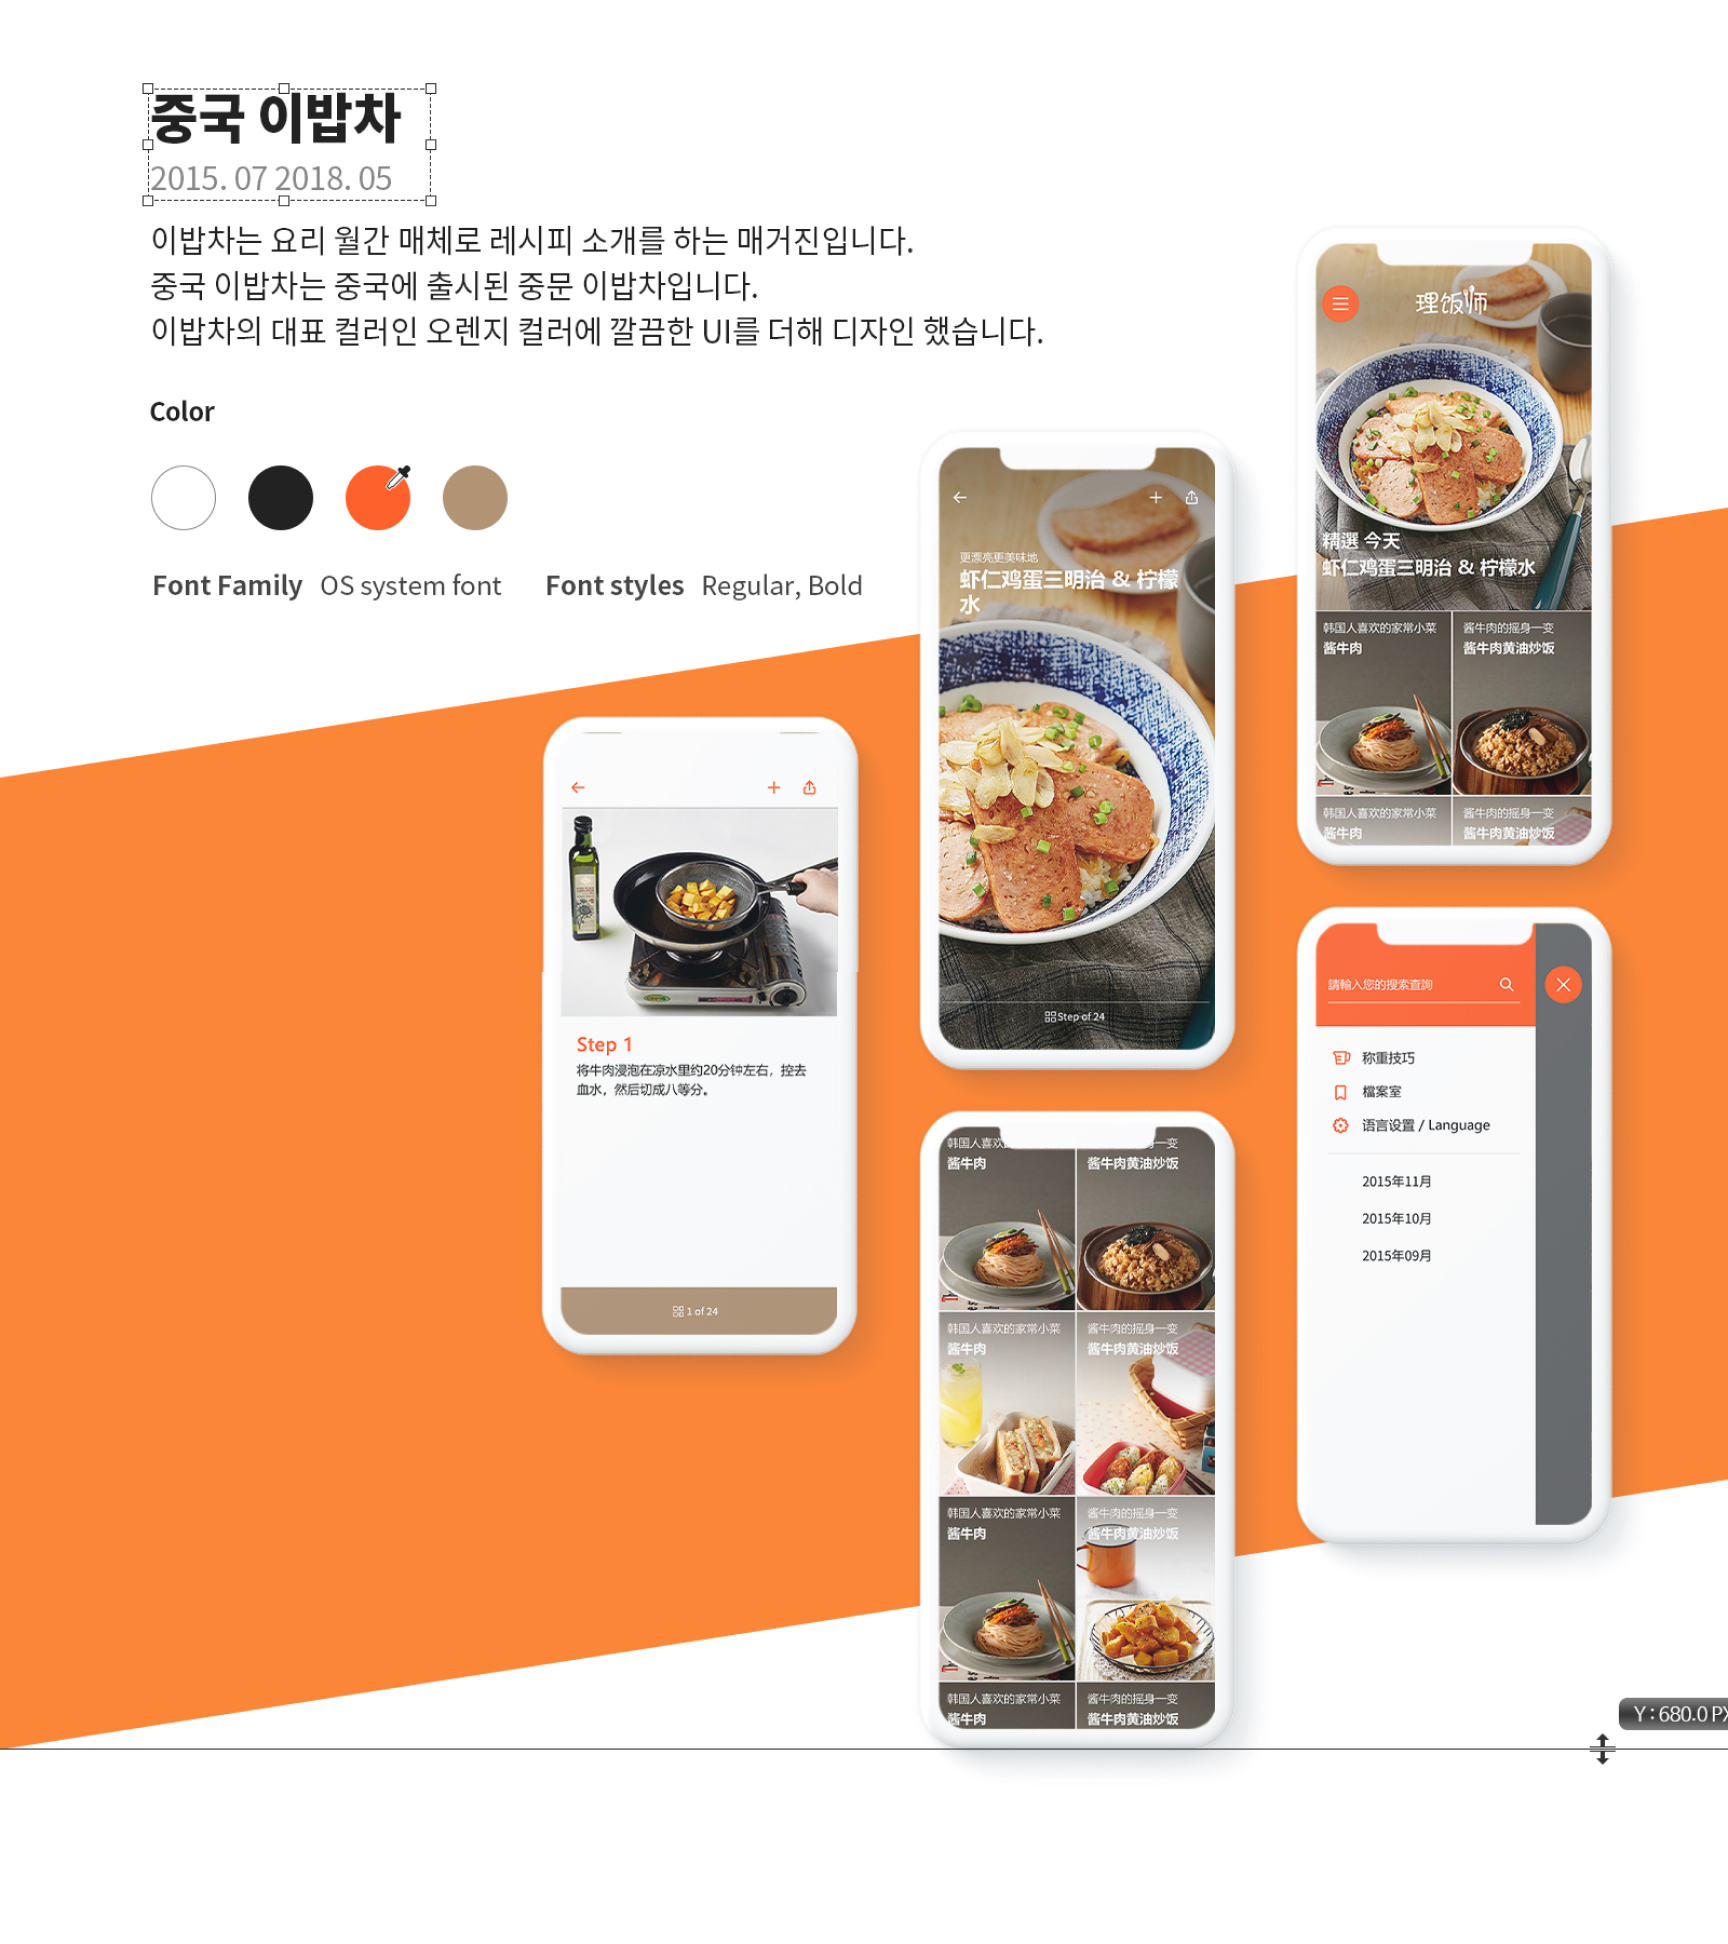 중국 이밥차
2015. 07 2018. 05
이밥차는 요리 월간 매체로 레시피 소개를 하는 매거진입니다.
중국 이밥차는 중국에 출시된 중문 이밥차입니다.
이밥차의 대표 컬러인 오렌지 컬러에 깔끔한 UI를 더해 디자인 했습니다.
Color
Font Family OS system font Font styles Regular, Bold
理饭师
精選 今天
虾仁鸡蛋三明治 & 柠檬水
韩国人喜欢的家常小菜
酱牛肉
酱牛肉的摇身一变
酱牛肉黄油炒饭
韩国人喜欢的家常小菜
酱牛肉
酱牛肉的摇身一变
酱牛肉黄油炒饭
更漂亮更美味地
虾仁鸡蛋三明治 & 柠檬
水
Step of 24
Step 1
将牛肉浸泡在凉水里约20分钟左右，控去
血水，然后切成八等分。
1 of 24
請輸入您的搜索查詢
称重技巧
檔案室
语言设置 / Language
2015年11月
2015年10月
2015年09月
韩国人喜欢
酱牛肉
一变
酱牛肉黄油炒饭
韩国人喜欢的家常小菜
酱牛肉
酱牛肉的摇身一变
酱牛肉黄油炒饭
韩国人喜欢的家常小菜
酱牛肉
酱牛肉的摇身一变
酱牛肉黄油炒饭
韩国人喜欢的家常小菜
酱牛肉
酱牛肉的摇身一变
酱牛肉黄油炒饭
Y : 680.0 PX